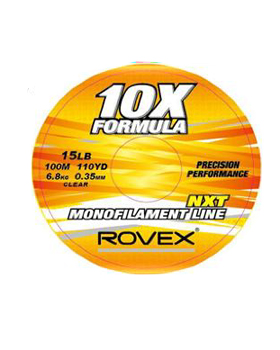 10X
FORMULA
15LB
100M 110YD
6.8KG 0.35MM
CLEAR
PRECISION
PERFORMANCE
NXT
MONOFILAMENT LINE
ROVEX®